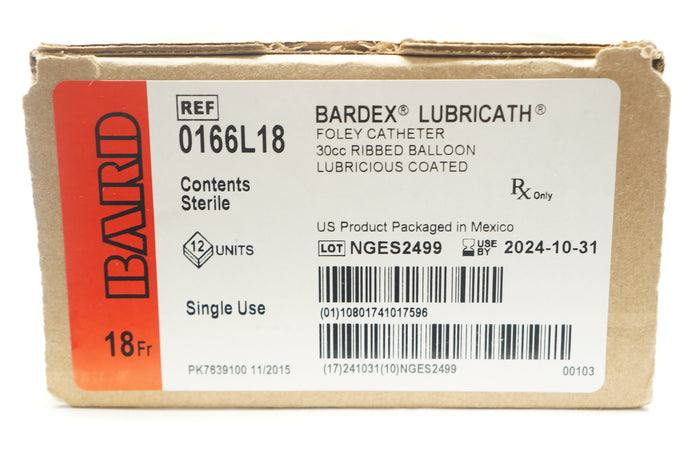 BARD
18Fr
REF
0166L18
Contents
Sterile
12 UNITS
Single Use
PK7639100 11/2015
BARDEX® LUBRICATH®
FOLEY CATHETER
30cc RIBBED BALLOON
LUBRICIOUS COATED
Rx Only
US Product Packaged in Mexico
LOT NGES2499 USE BY 2024-10-31
(01)10801741017596
(17)241031(10)NGES2499
00103